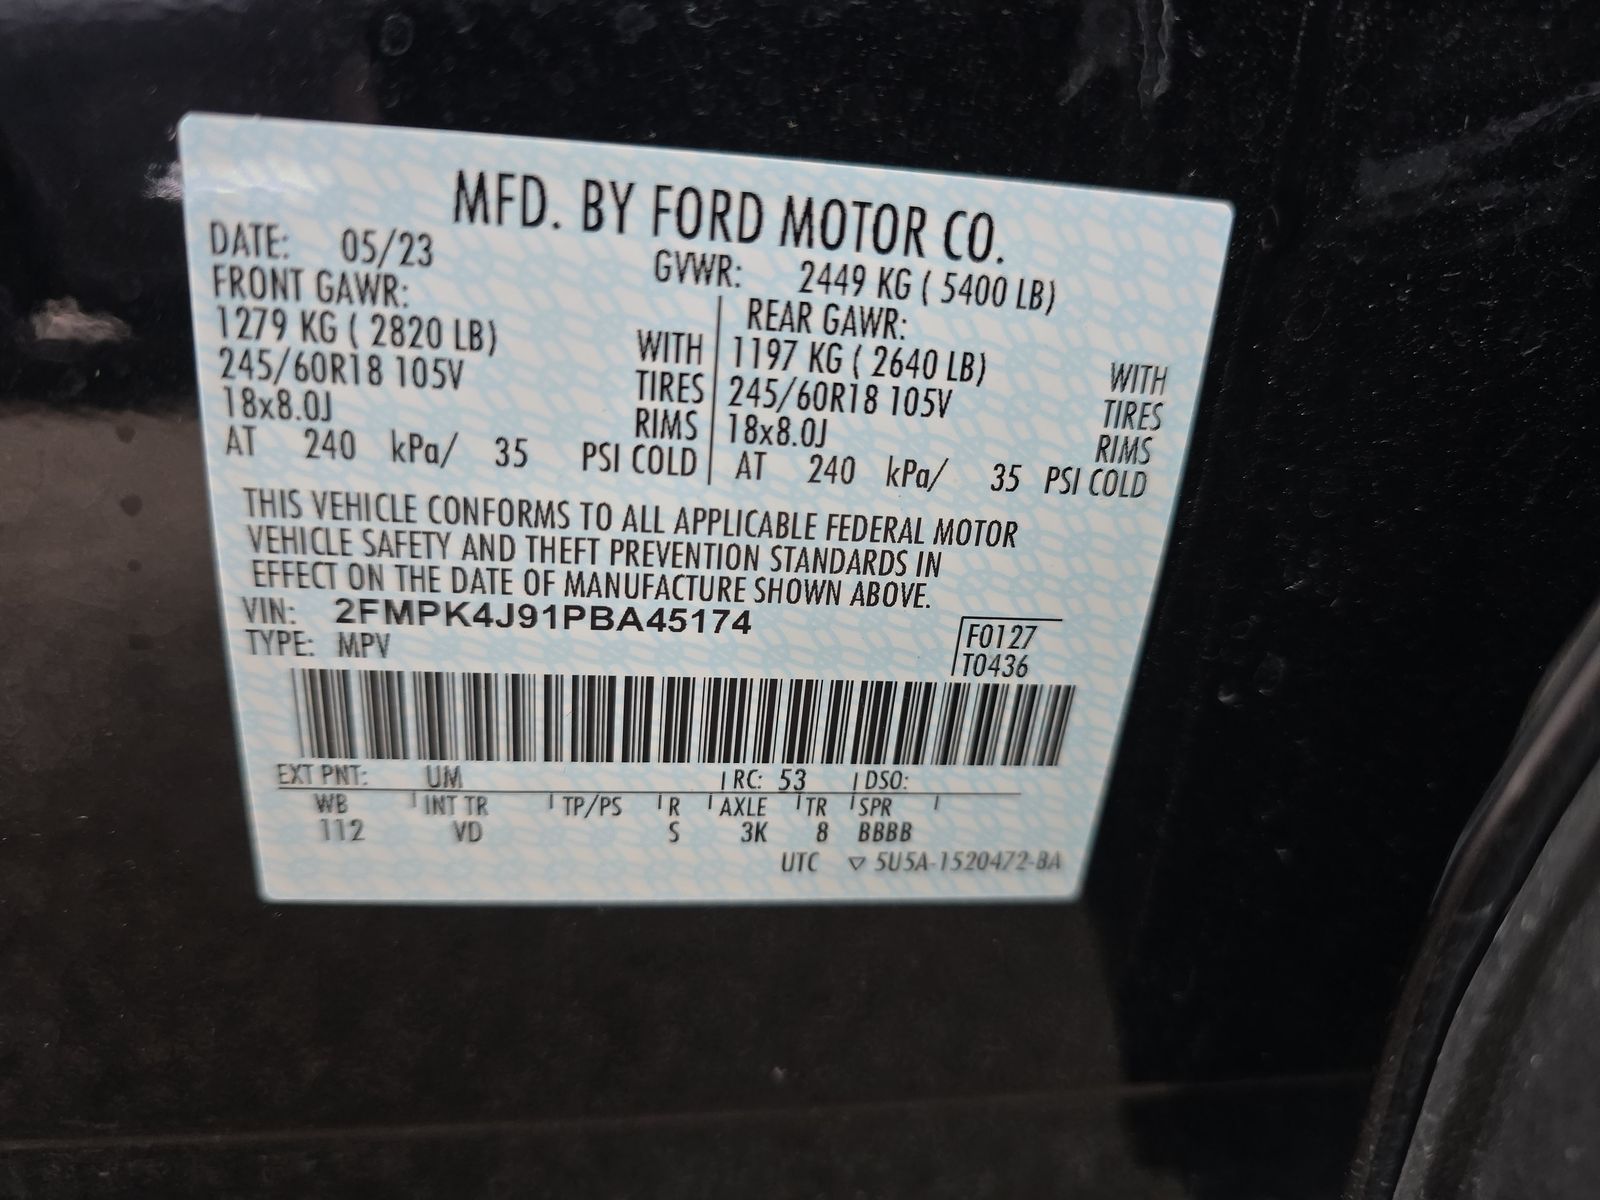 MFD. BY FORD MOTOR CO.
DATE: 05/23 GVWR: 2449 KG ( 5400 LB)
FRONT GAWR: REAR GAWR:
1279 KG ( 2820 LB) WITH 1197 KG ( 2640 LB) WITH
245/60R18 105V TIRES 245/60R18 105V TIRES
18x8.0J RIMS 18x8.0J RIMS
AT 240 kPa/ 35 PSI COLD AT 240 kPa/ 35 PSI COLD
THIS VEHICLE CONFORMS TO ALL APPLICABLE FEDERAL MOTOR
VEHICLE SAFETY AND THEFT PREVENTION STANDARDS IN
EFFECT ON THE DATE OF MANUFACTURE SHOWN ABOVE.
VIN: 2FMPK4J91PBA45174
TYPE: MPV
F0127
T0436
EXT PNT: UM RC: 53 DSO:
WB INT TR TP/PS R AXLE TR SPR
112 VD S 3K 8 BBBB
UTC ▽ 5U5A-1520472-BA